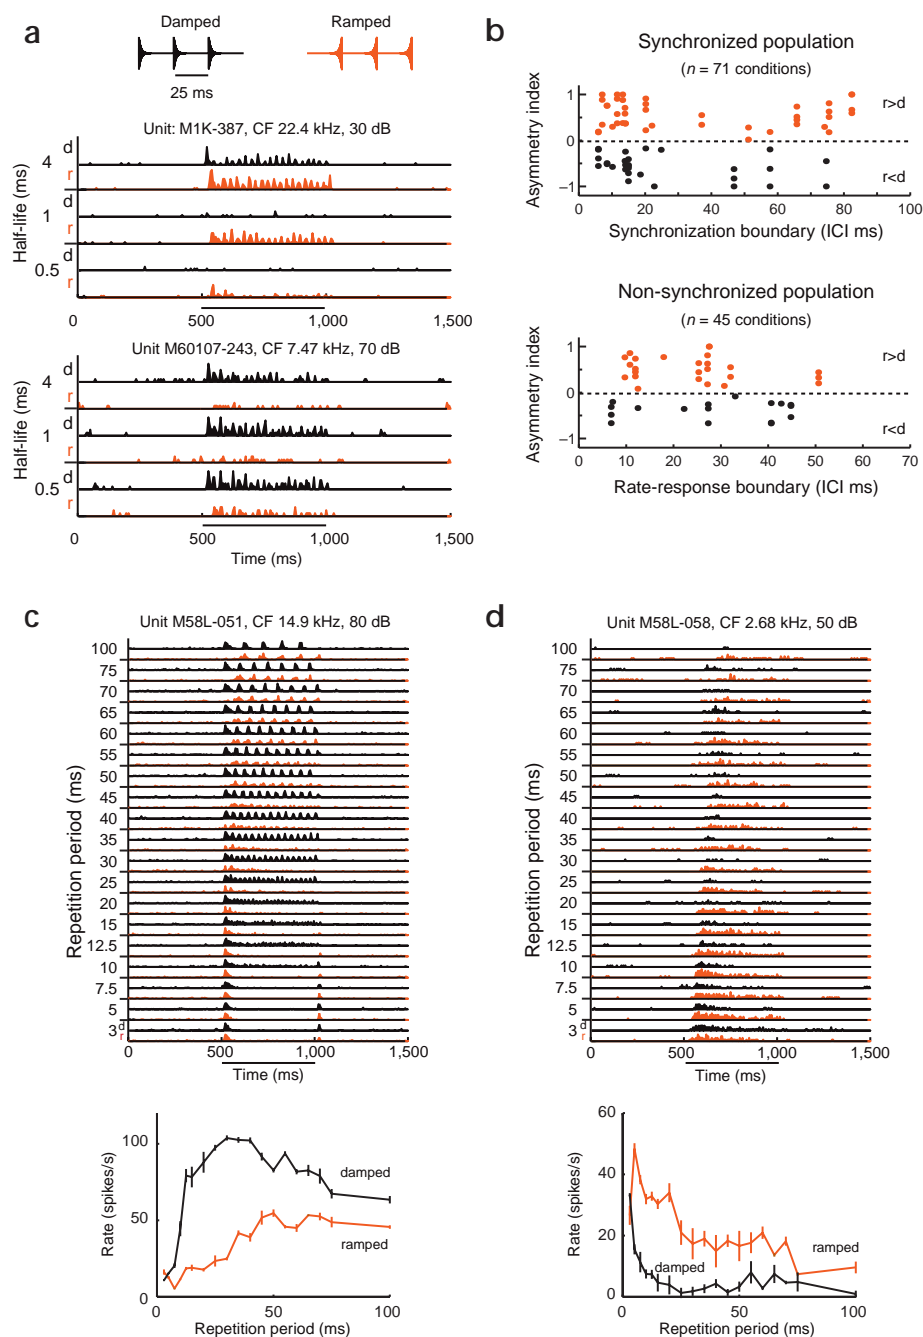 a
Damped
Ramped
25 ms
Unit: M1K-387, CF 22.4 kHz, 30 dB
Half-life (ms)
4
d
r
1
d
r
0.5
d
r
0
500
1,000
1,500
Unit M60107-243, CF 7.47 kHz, 70 dB
Half-life (ms)
4
d
r
1
d
r
0.5
d
r
0
500
1,000
1,500
Time (ms)
b
Synchronized population
(n = 71 conditions)
Asymmetry index
1
0
–1
r>d
r<d
0
20
40
60
80
100
Synchronization boundary (ICI ms)
Non-synchronized population
(n = 45 conditions)
Asymmetry index
1
0
–1
r>d
r<d
0
10
20
30
40
50
60
70
Rate-response boundary (ICI ms)
c
Unit M58L-051, CF 14.9 kHz, 80 dB
Repetition period (ms)
100
75
70
65
60
55
50
45
40
35
30
25
20
15
12.5
10
7.5
5
3
d
r
0
500
1,000
1,500
Time (ms)
Rate (spikes/s)
100
50
0
damped
ramped
0
50
100
Repetition period (ms)
d
Unit M58L-058, CF 2.68 kHz, 50 dB
Repetition period (ms)
100
75
70
65
60
55
50
45
40
35
30
25
20
15
12.5
10
7.5
5
3
d
r
0
500
1,000
1,500
Time (ms)
Rate (spikes/s)
60
40
20
0
ramped
damped
0
50
100
Repetition period (ms)